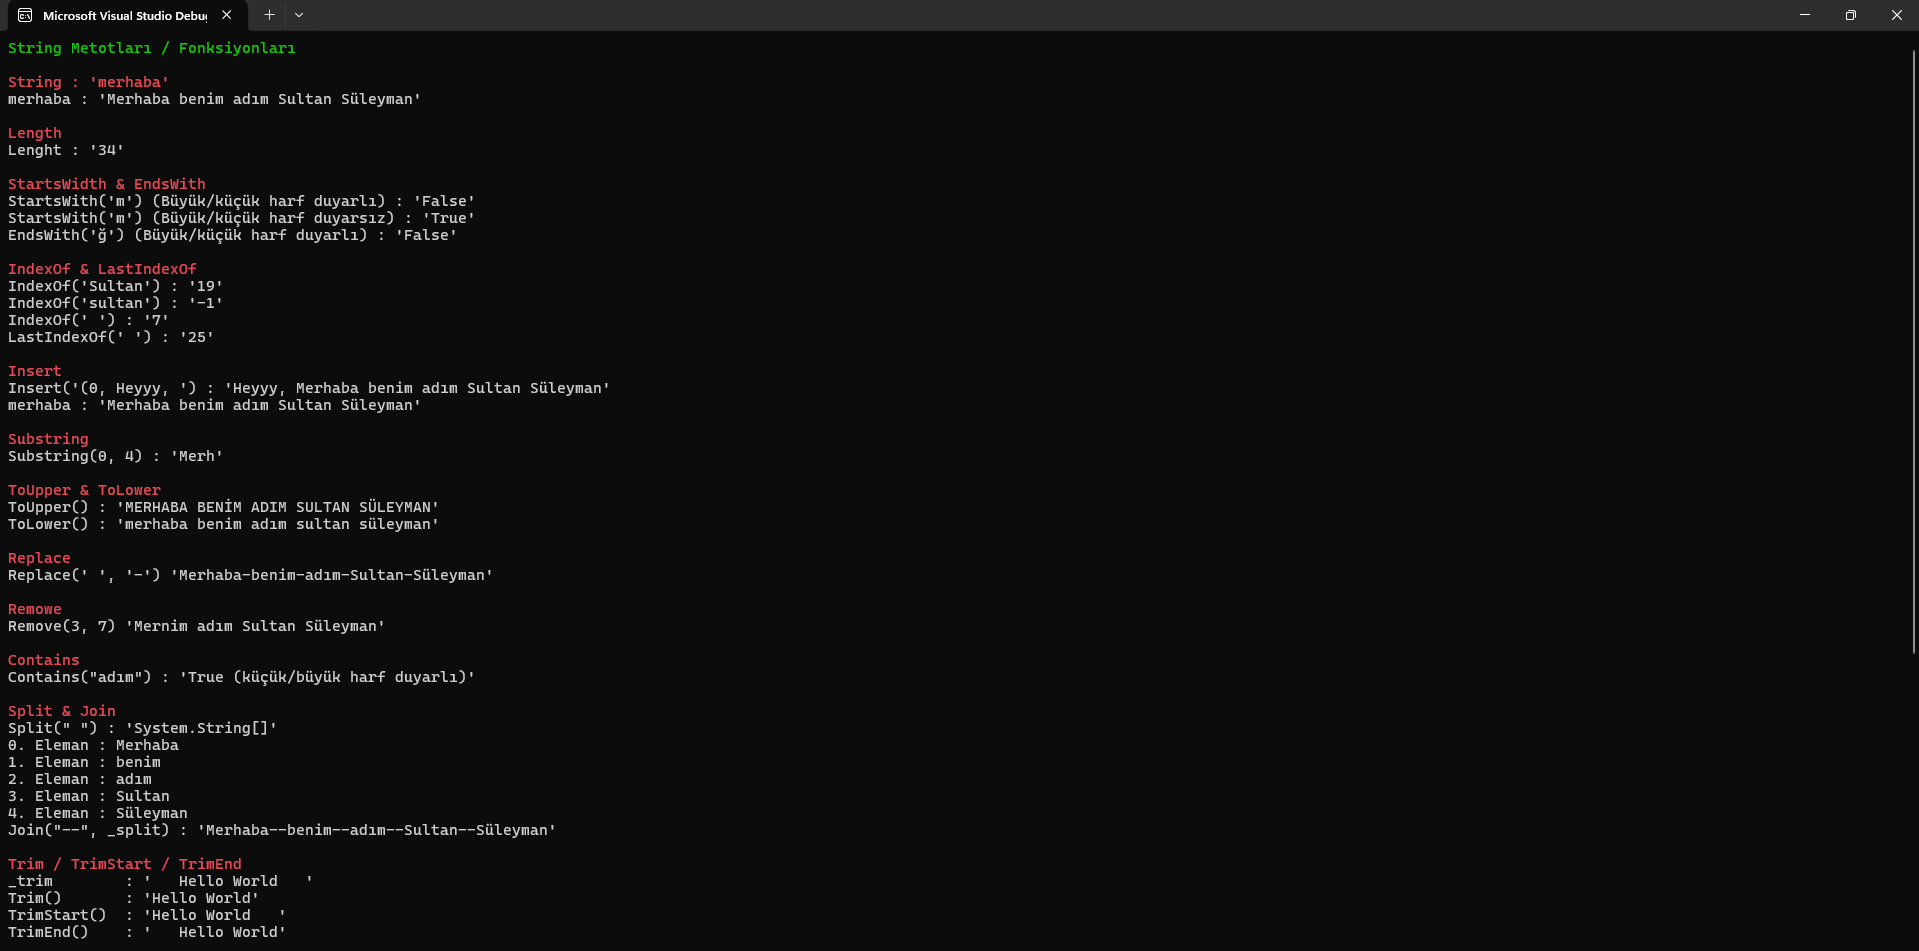 Microsoft Visual Studio Debu
String Metotları / Fonksiyonları
String : 'merhaba'
merhaba : 'Merhaba benim adım Sultan Süleyman'
Length
Lenght : '34'
StartsWidth & EndsWith
StartsWith('m') (Büyük/küçük harf duyarlı) : 'False'
StartsWith('m') (Büyük/küçük harf duyarsız) : 'True'
EndsWith('ğ') (Büyük/küçük harf duyarlı) : 'False'
IndexOf & LastIndexOf
IndexOf('Sultan') : '19'
IndexOf('sultan') : '-1'
IndexOf(' ') : '7'
LastIndexOf(' ') : '25'
Insert
Insert('(0, Heyyy, ') : 'Heyyy, Merhaba benim adım Sultan Süleyman'
merhaba : 'Merhaba benim adım Sultan Süleyman'
Substring
Substring(0, 4) : 'Merh'
ToUpper & ToLower
ToUpper() : 'MERHABA BENİM ADIM SULTAN SÜLEYMAN'
ToLower() : 'merhaba benim adım sultan süleyman'
Replace
Replace(' ', '-') 'Merhaba-benim-adım-Sultan-Süleyman'
Remowe
Remove(3, 7) 'Mernim adım Sultan Süleyman'
Contains
Contains("adım") : 'True (küçük/büyük harf duyarlı)'
Split & Join
Split(" ") : 'System.String[]'
0. Eleman : Merhaba
1. Eleman : benim
2. Eleman : adım
3. Eleman : Sultan
4. Eleman : Süleyman
Join("--", _split) : 'Merhaba--benim--adım--Sultan--Süleyman'
Trim / TrimStart / TrimEnd
_trim        : '   Hello World   '
Trim()       : 'Hello World'
TrimStart()  : 'Hello World   '
TrimEnd()    : '   Hello World'